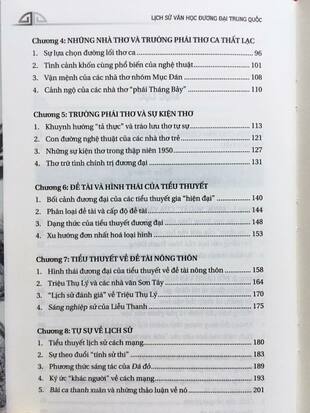 LỊCH SỬ VĂN HỌC ĐƯƠNG ĐẠI TRUNG QUỐC
Chương 4: NHỮNG NHÀ THƠ VÀ TRƯỜNG PHÁI THƠ CA THẤT LẠC
1. Sự lựa chọn đường lối thơ ca 96
2. Tình cảnh khốn cùng phổ biến của nghệ thuật 101
3. Vận mệnh của các nhà thơ nhóm Mục Đán 108
4. Cảnh ngộ của các nhà thơ "phái Tháng Bảy" 110
Chương 5: TRƯỜNG PHÁI THƠ VÀ SỰ KIỆN THƠ
1. Khuynh hướng "tả thực" và trào lưu thơ tự sự 113
2. Con đường nghệ thuật của các nhà thơ trẻ 123
3. Những sự kiện thơ trong thập niên 1950 127
4. Thơ trữ tình chính trị đương đại 131
Chương 6: ĐỀ TÀI VÀ HÌNH THÁI CỦA TIỂU THUYẾT
1. Bối cảnh đương đại của các tiểu thuyết gia "hiện đại" 140
2. Phân loại đề tài và cấp độ đề tài 144
3. Dạng thức của tiểu thuyết đương đại 148
4. Xu hướng đơn nhất hoá loại hình 153
Chương 7: TIỂU THUYẾT VỀ ĐỀ TÀI NÔNG THÔN
1. Hình thái đương đại của tiểu thuyết về đề tài nông thôn 158
2. Triệu Thụ Lý và các nhà văn Sơn Tây 164
3. "Lịch sử đánh giá" về Triệu Thụ Lý 170
4. Sáng nghiệp sử của Liễu Thanh 175
Chương 8: TỰ SỰ VỀ LỊCH SỬ
1. Tiểu thuyết lịch sử cách mạng 180
2. Sự theo đuổi "tính sử thi" 189
3. Phương thức sáng tác của Đá đỏ 190
4. Ký ức "khác người" về cách mạng 193
5. Bài ca thanh xuân và những thảo luận về nó 201